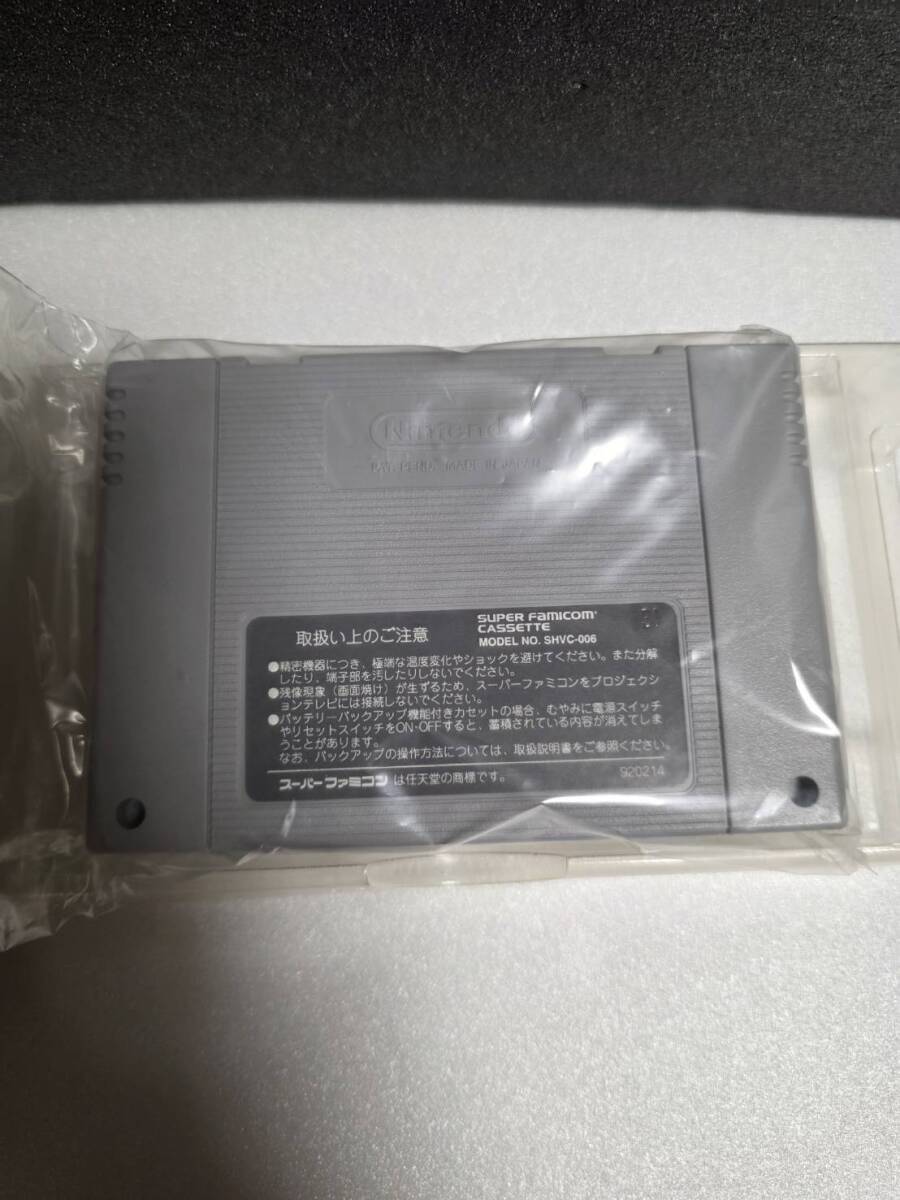 Nintendo
PAT. PEND. MADE IN JAPAN
取扱い上のご注意
SUPER FAMICOM
CASSETTE
MODEL NO. SHVC-006
●精密機器につき、極端な温度変化やショックを避けてください。また分解
したり、端子部を汚したりしないでください。
●残像現象（画面焼け）が生ずるため、スーパーファミコンをプロジェクシ
ョンテレビには接続しないでください。
●バッテリーバックアップ機能付きカセットの場合、むやみに電源スイッチ
やリセットスイッチをON・OFFすると、蓄積されている内容が消えてしま
うことがあります。
なお、バックアップの操作方法については、取扱説明書をご参照ください。
スーパーファミコン は任天堂の商標です。
920214